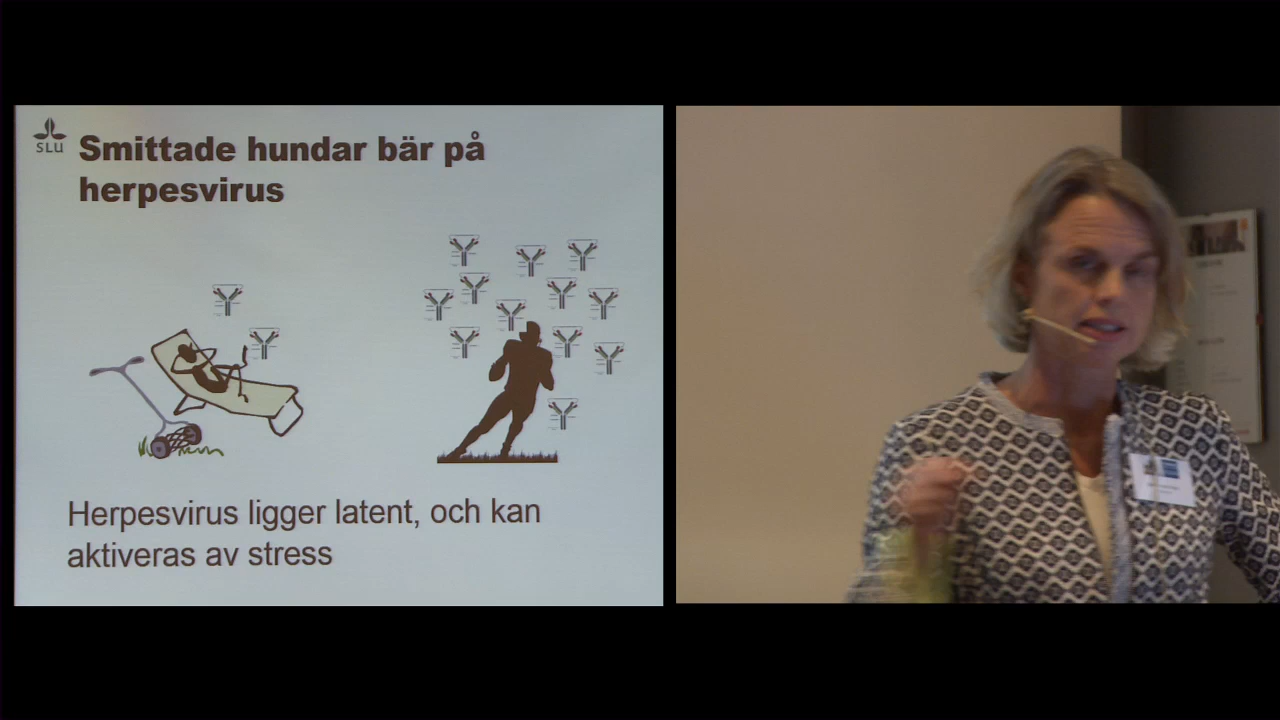 SLU
Smittade hundar bär på
herpesvirus
Herpesvirus ligger latent, och kan
aktiveras av stress